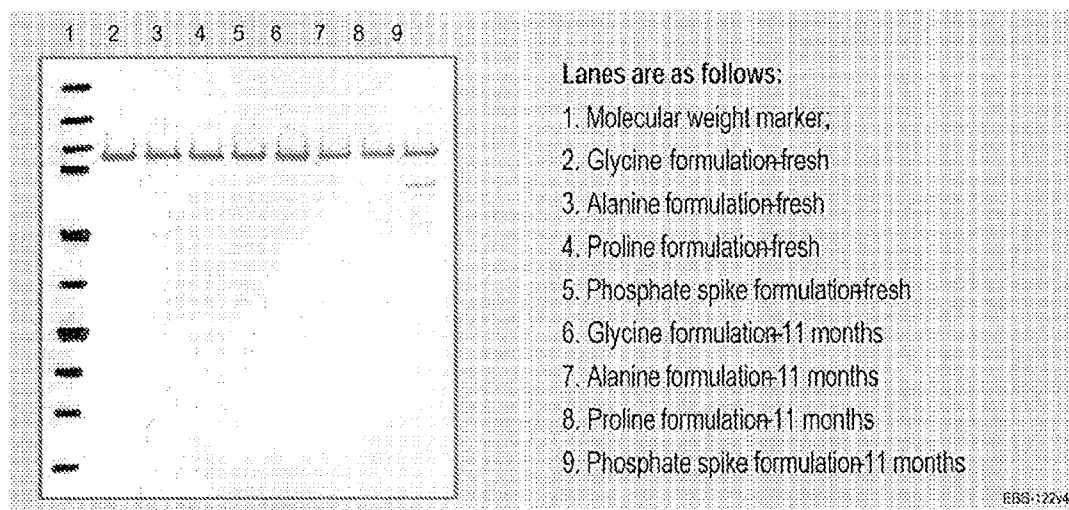 1 2 3 4 5 6 7 8 9
Lanes are as follows:
1. Molecular weight marker;
2. Glycine formulation-fresh
3. Alanine formulation-fresh
4. Proline formulation-fresh
5. Phosphate spike formulation-fresh
6. Glycine formulation-11 months
7. Alanine formulation-11 months
8. Proline formulation-11 months
9. Phosphate spike formulation-11 months